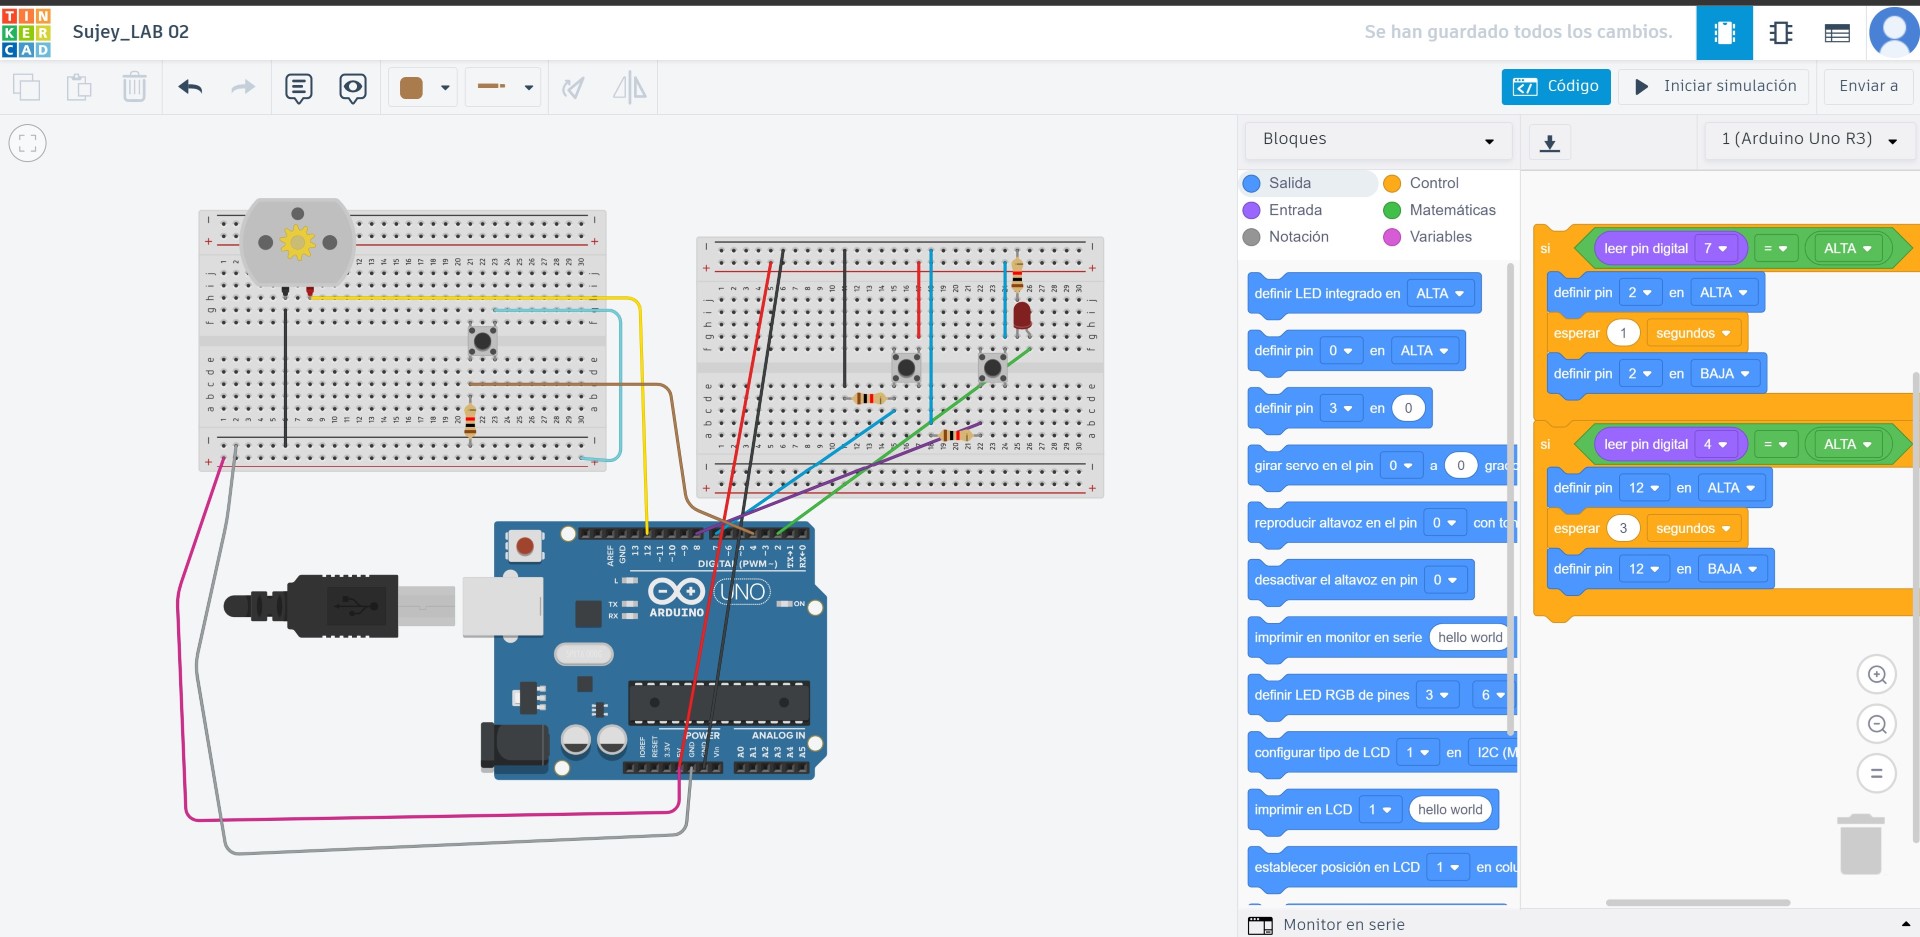 TIN
KER
CAD
Sujey_LAB 02
Se han guardado todos los cambios.
Código
Iniciar simulación
Enviar a
Bloques
1 (Arduino Uno R3)
Salida
Control
Entrada
Matemáticas
Notación
Variables
definir LED integrado en ALTA
definir pin 0 en ALTA
definir pin 3 en 0
girar servo en el pin 0 a 0 grac
reproducir altavoz en el pin 0 con ton
desactivar el altavoz en pin 0
imprimir en monitor en serie hello world
definir LED RGB de pines 3 6
configurar tipo de LCD 1 en I2C (M
imprimir en LCD 1 hello world
establecer posición en LCD 1 en colu
si leer pin digital 7 = ALTA
definir pin 2 en ALTA
esperar 1 segundos
definir pin 2 en BAJA
si leer pin digital 4 = ALTA
definir pin 12 en ALTA
esperar 3 segundos
definir pin 12 en BAJA
Monitor en serie
AREF
GND
13
12
~11
~10
~9
8
7
~6
~5
4
~3
2
TX→1
RX←0
DIGITAL (PWM~)
L
TX
RX
ARDUINO
UNO
ON
IOREF
RESET
3.3V
5V
GND
GND
Vin
POWER
ANALOG IN
A0
A1
A2
A3
A4
A5